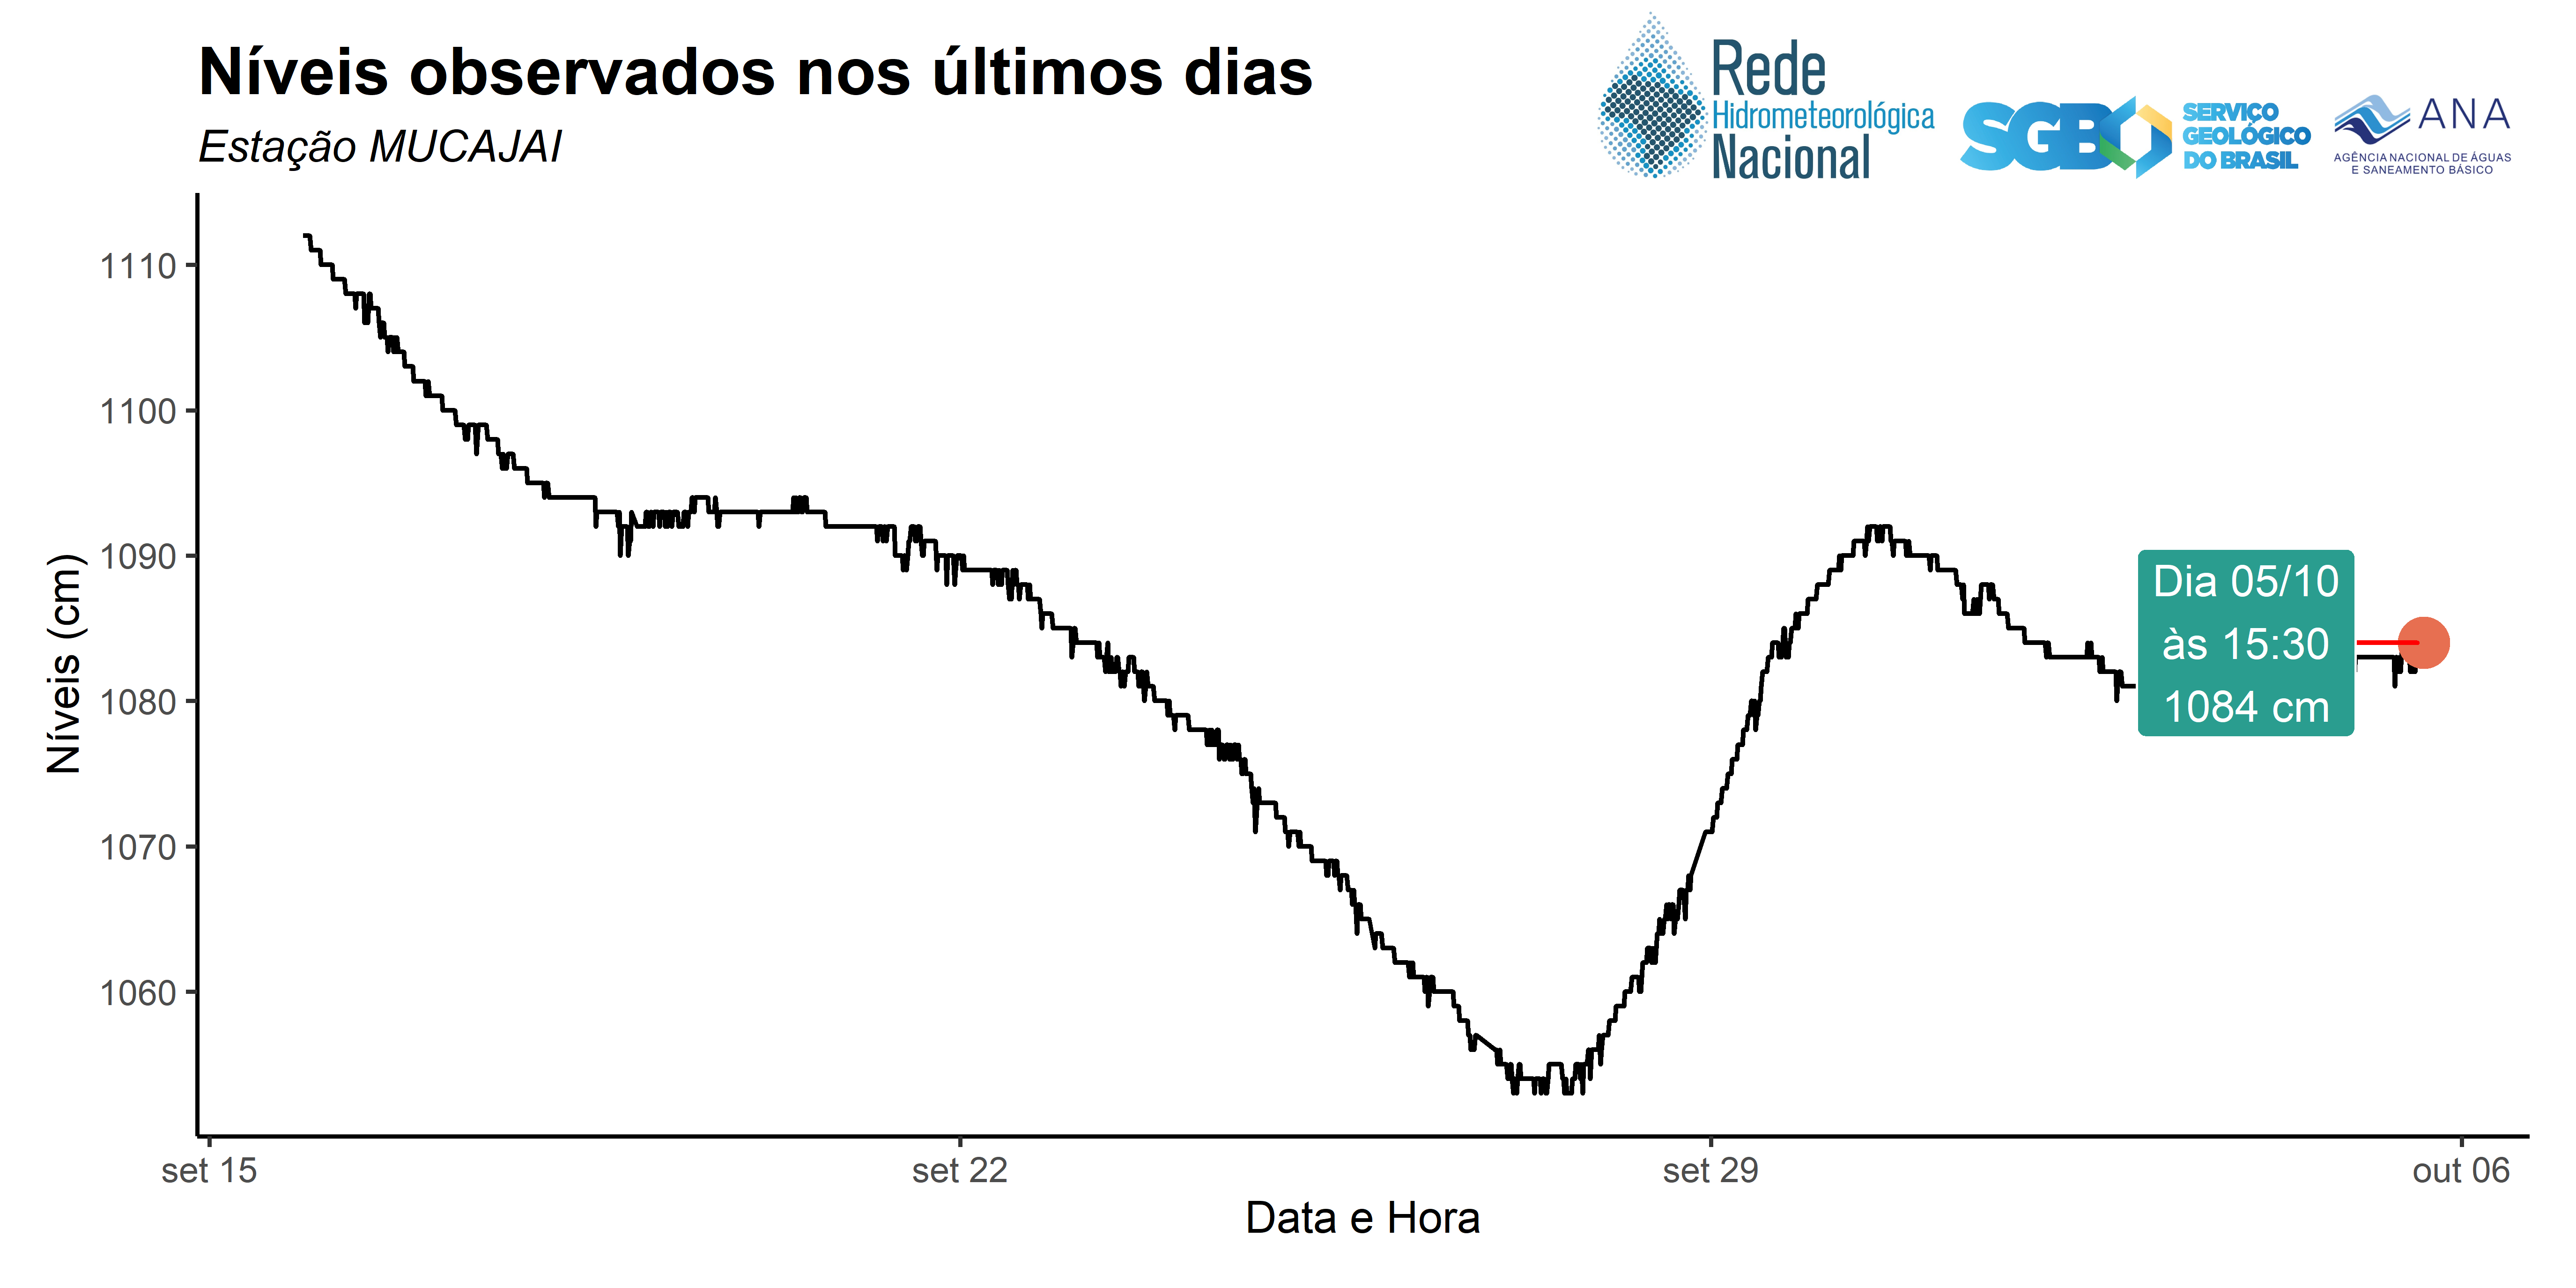 Níveis observados nos últimos dias
Estação MUCAJAI
Rede
Hidrometeorológica
Nacional
SGB
SERVIÇO
GEOLÓGICO
DO BRASIL
ANA
AGÊNCIA NACIONAL DE ÁGUAS
E SANEAMENTO BÁSICO
Níveis (cm)
1110
1100
1090
1080
1070
1060
Dia 05/10
às 15:30
1084 cm
set 15
set 22
set 29
out 06
Data e Hora